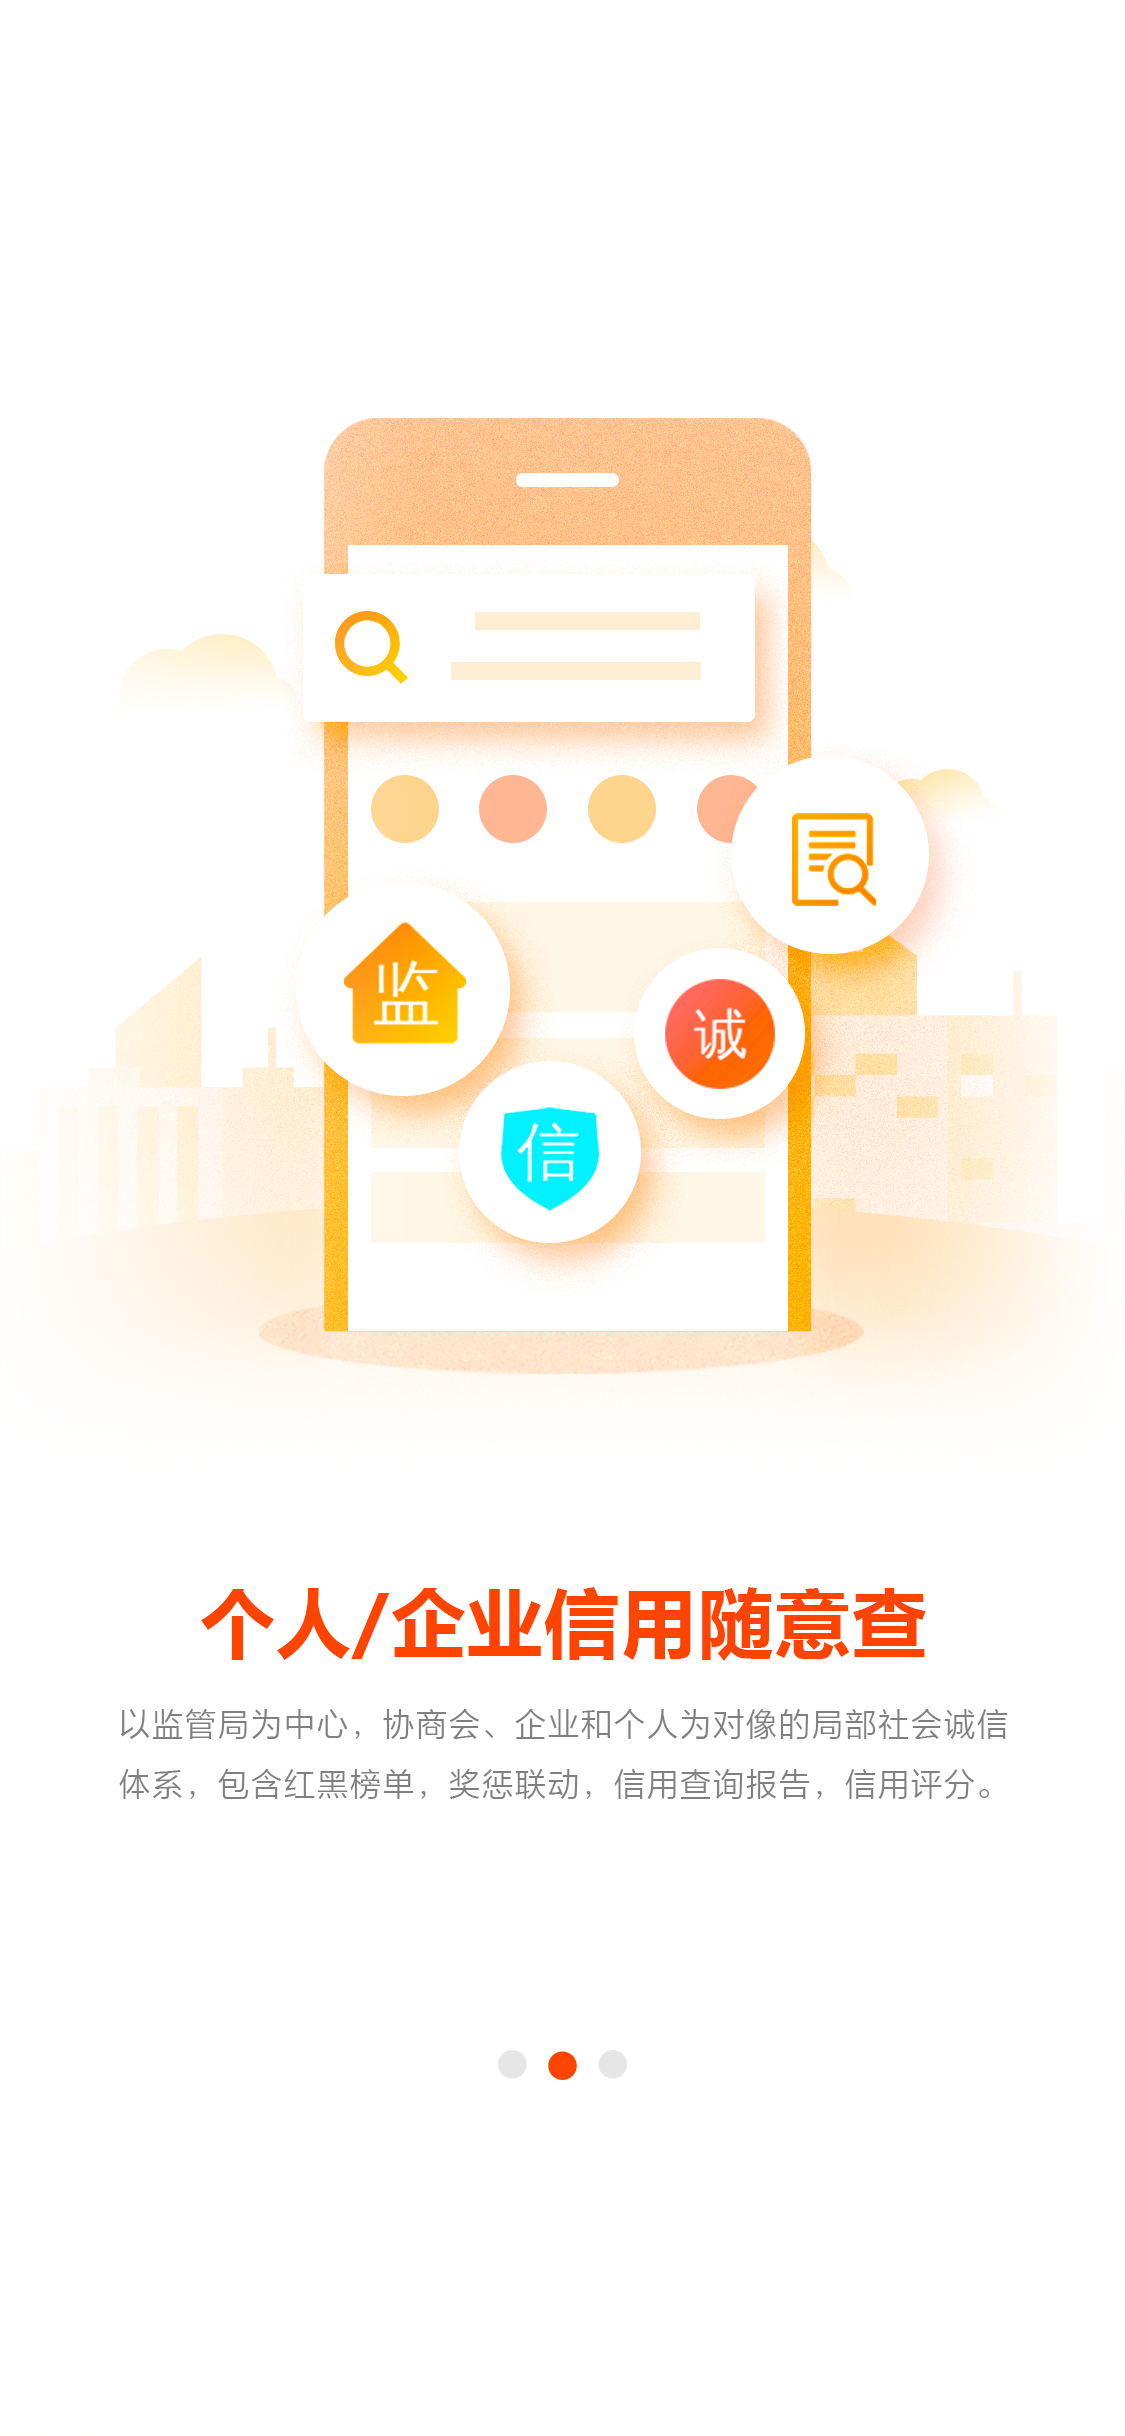 监
诚
信
个人/企业信用随意查
以监管局为中心，协商会、企业和个人为对像的局部社会诚信
体系，包含红黑榜单，奖惩联动，信用查询报告，信用评分。